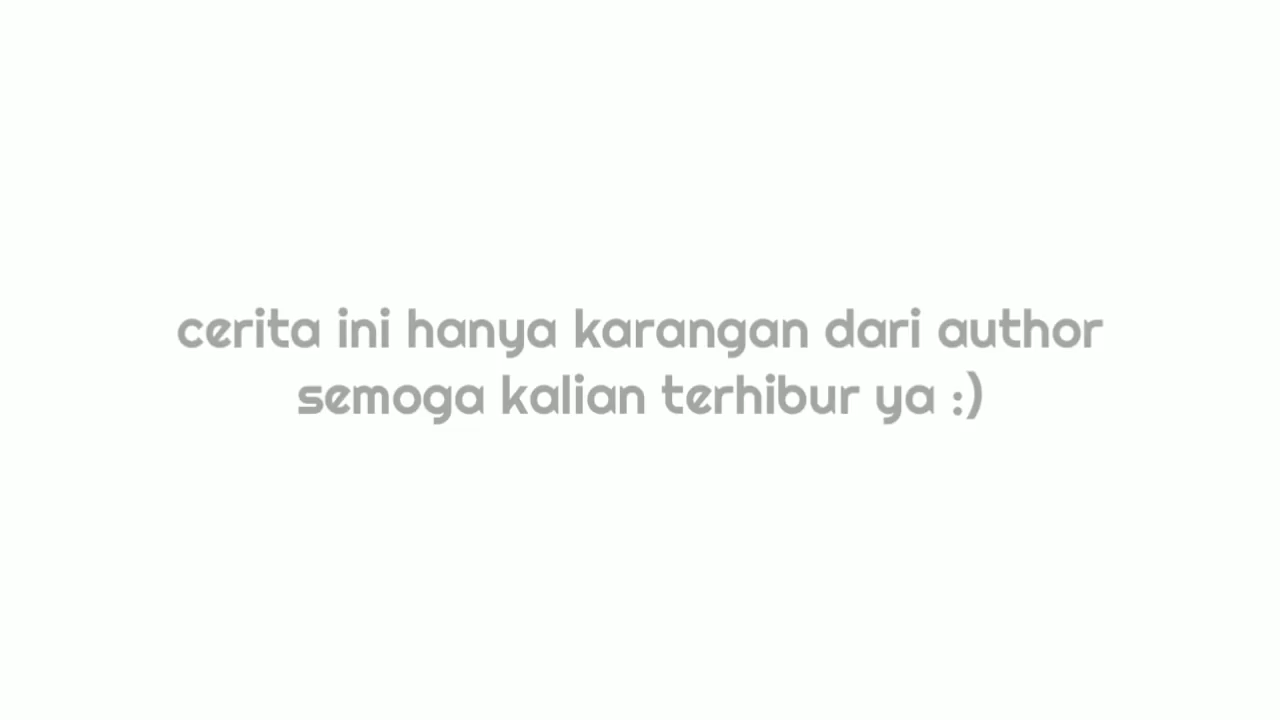 cerita ini hanya karangan dari author
semoga kalian terhibur ya :)